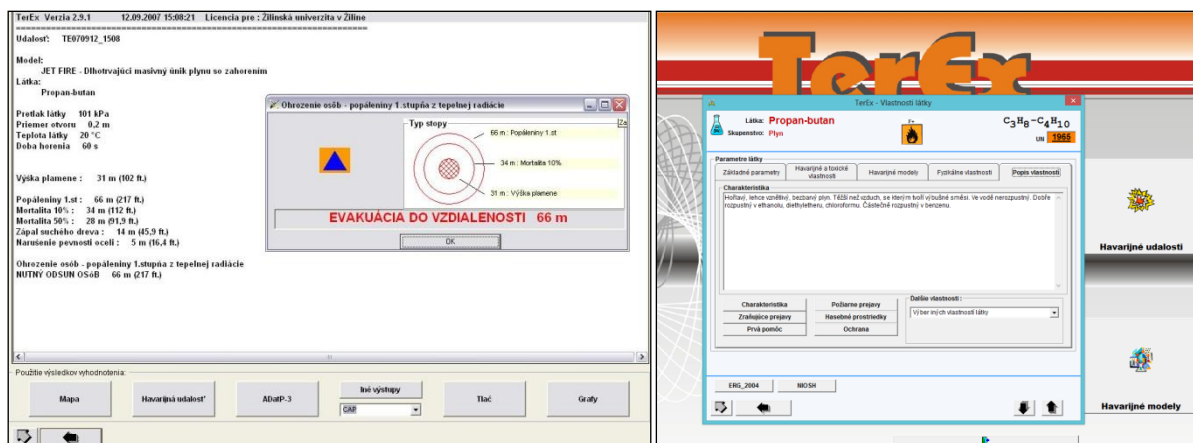 TerEx Verzia 2.9.1 12.09.2007 15:08:21 Licencia pre : Žilinská univerzita v Žiline
Udalosť: TE070912_1508
Model:
JET FIRE - Dlhotrvajúci masívny únik plynu so zahorením
Látka:
Propan-butan
Pretlak látky 101 kPa
Priemer otvoru 0,2 m
Teplota látky 20 °C
Doba horenia 60 s
Výška plamene : 31 m (102 ft.)
Popáleniny 1.st : 66 m (217 ft.)
Mortalita 10% : 34 m (112 ft.)
Mortalita 50% : 28 m (91,9 ft.)
Zápal suchého dreva : 14 m (45,9 ft.)
Narušenie pevnosti oceli : 5 m (16,4 ft.)
Ohrozenie osôb - popáleniny 1.stupňa z tepelnej radiácie
NUTNÝ ODSUN OSôB 66 m (217 ft.)
Ohrozenie osôb - popáleniny 1.stupňa z tepelnej radiácie
Typ stopy
Za
66 m : Popáleniny 1.st
34 m : Mortalita 10%
31 m : Výška plamene
EVAKUÁCIA DO VZDIALENOSTI 66 m
OK
Použitie výsledkov vyhodnotenia:
Mapa
Havarijná udalosť
ADatP-3
Iné výstupy
CAP
Tlač
Grafy
TerEx
TerEx - Vlastnosti látky
Látka: Propan-butan
Skupenstvo: Plyn
F+
C3H8-C4H10
UN 1965
Parametre látky
Základné parametry
Havarijné a toxické vlastnosti
Havarijné modely
Fyzikálne vlastnosti
Popis vlastností
Charakteristika
Hořlavý, lehce vznětlivý, bezbarvý plyn. Těžší než vzduch, se kterým tvoří výbušné směsi. Ve vodě nerozpustný. Dobře
rozpustný v ethanolu, diethyletheru, chloroformu. Částečně rozpustný v benzenu.
Charakteristika
Požiarne prejavy
Zraňujúce prejavy
Hasebné prostriedky
Prvá pomôc
Ochrana
Ďalšie vlastnosti :
Výber iných vlastností látky
ERG_2004
NIOSH
Havarijné udalosti
Havarijné modely